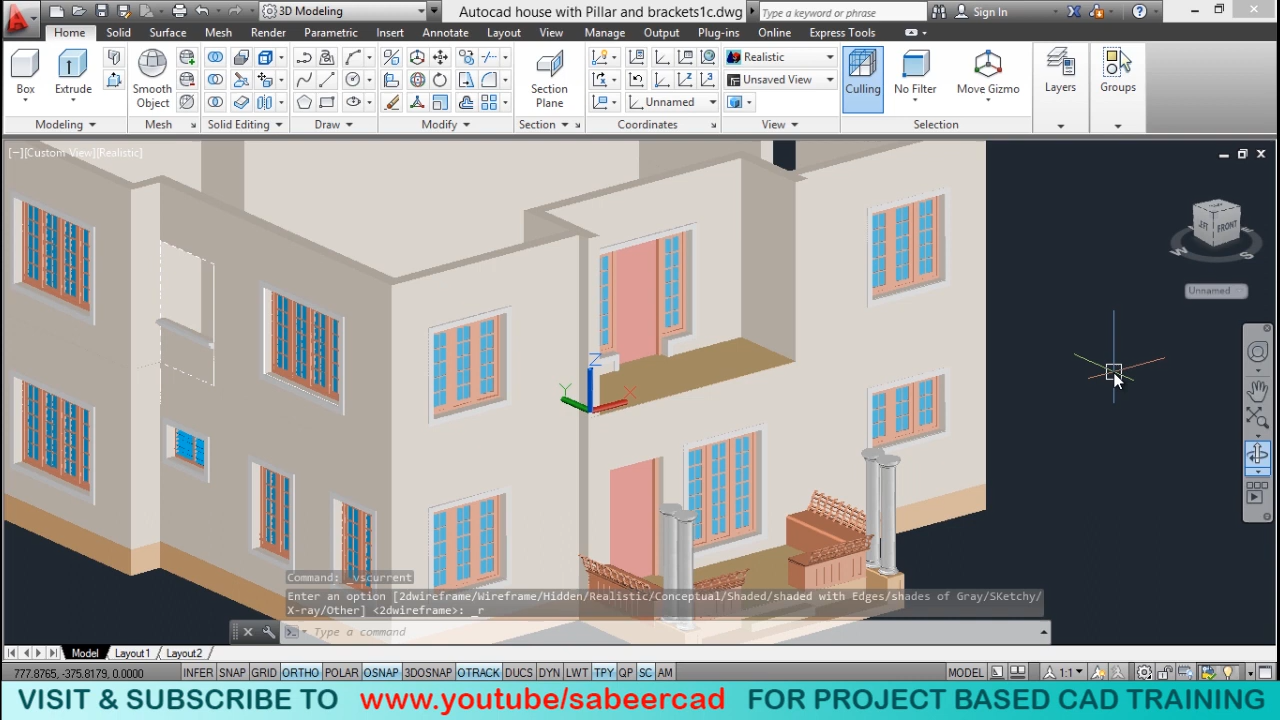 3D Modeling
Autocad house with Pillar and brackets1c.dwg
Type a keyword or phrase
Sign In
Home Solid Surface Mesh Render Parametric Insert Annotate Layout View Manage Output Plug-ins Online Express Tools
Realistic
Unsaved View
Unnamed
Box Extrude Smooth Object Section Plane Culling No Filter Move Gizmo Layers Groups
Modeling Mesh Solid Editing Draw Modify Section Coordinates View Selection
[−][Custom View][Realistic]
FRONT
W S
Unnamed
Z
Y X
Command: _vscurrent
Enter an option [2dwireframe/Wireframe/Hidden/Realistic/Conceptual/Shaded/shaded with Edges/shades of Gray/SKetchy/
X-ray/Other] <2dwireframe>: _r
Type a command
Model Layout1 Layout2
777.8765, -375.8179, 0.0000 INFER SNAP GRID ORTHO POLAR OSNAP 3DOSNAP OTRACK DUCS DYN LWT TPY QP SC AM MODEL 1:1
VISIT & SUBSCRIBE TO www.youtube/sabeercad FOR PROJECT BASED CAD TRAINING